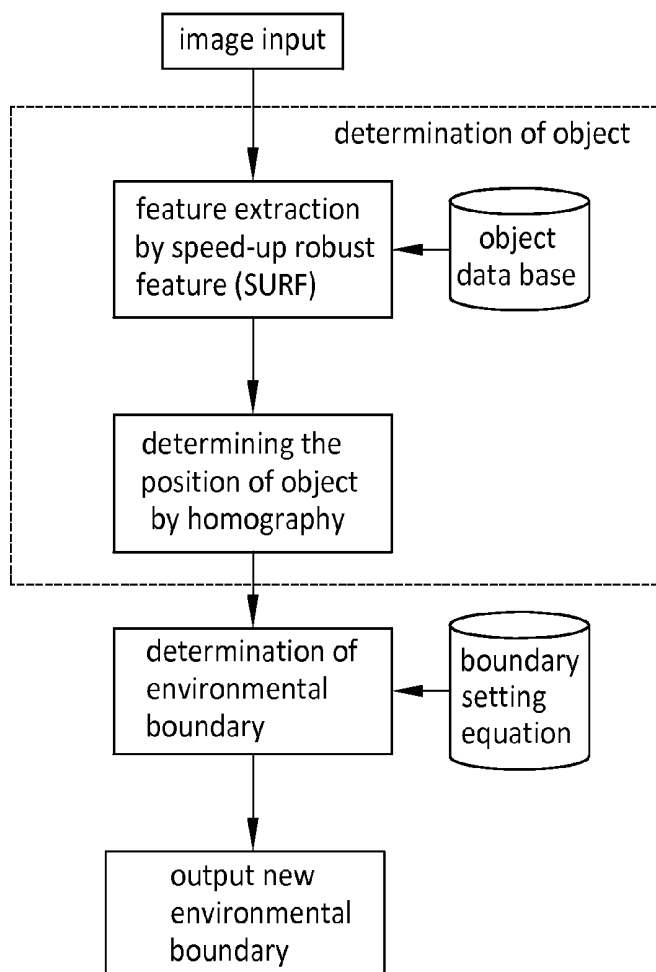 image input
determination of object
feature extraction
by speed-up robust
feature (SURF)
object
data base
determining the
position of object
by homography
determination of
environmental
boundary
boundary
setting
equation
output new
environmental
boundary